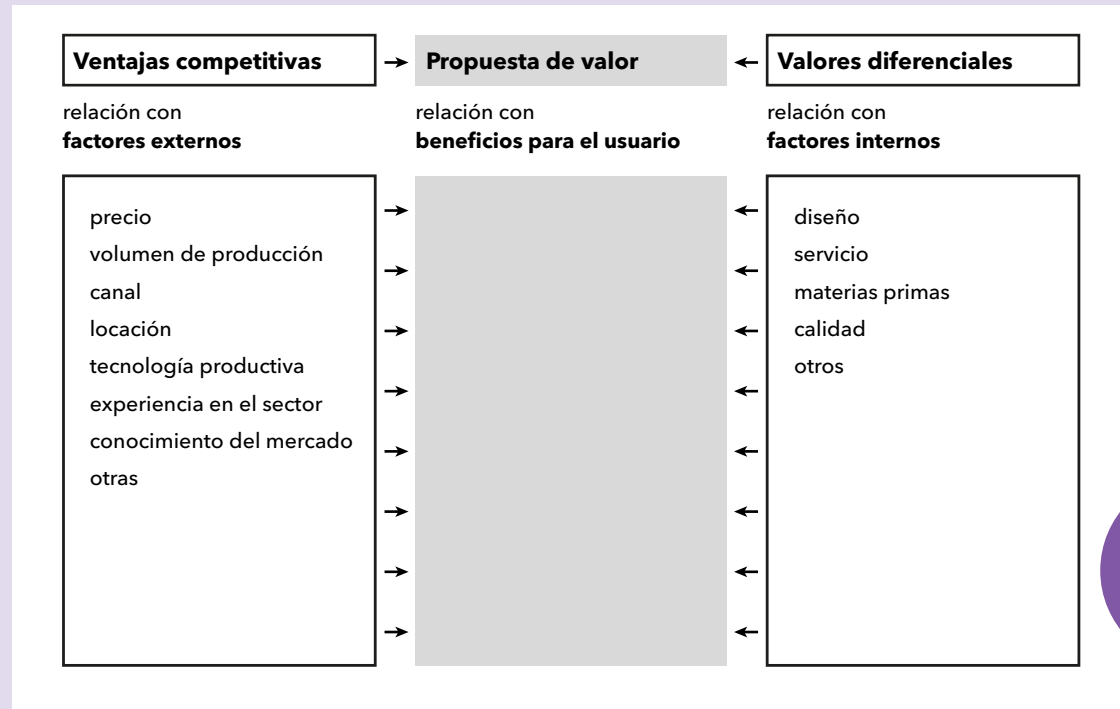 Ventajas competitivas
Propuesta de valor
Valores diferenciales
relación con
factores externos
relación con
beneficios para el usuario
relación con
factores internos
precio
volumen de producción
canal
locación
tecnología productiva
experiencia en el sector
conocimiento del mercado
otras
diseño
servicio
materias primas
calidad
otros